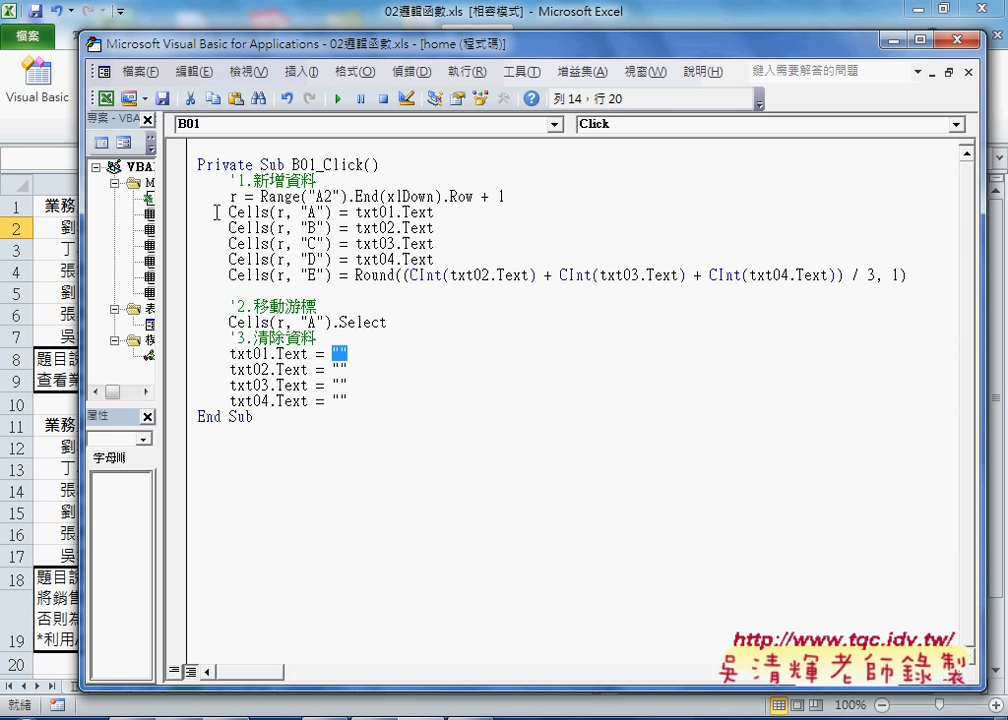 02邏輯函數.xls [相容模式] - Microsoft Excel
檔案
Visual Basic
Microsoft Visual Basic for Applications - 02邏輯函數.xls - [home (程式碼)]
檔案(F) 編輯(E) 檢視(V) 插入(I) 格式(O) 偵錯(D) 執行(R) 工具(T) 增益集(A) 視窗(W) 說明(H) 鍵入需要解答的問題
列 14，行 20
專案 - VBA
B01
Click
VBA
屬性
字母順
Private Sub B01_Click()
'1.新增資料
r = Range("A2").End(xlDown).Row + 1
Cells(r, "A") = txt01.Text
Cells(r, "B") = txt02.Text
Cells(r, "C") = txt03.Text
Cells(r, "D") = txt04.Text
Cells(r, "E") = Round((CInt(txt02.Text) + CInt(txt03.Text) + CInt(txt04.Text)) / 3, 1)
'2.移動游標
Cells(r, "A").Select
'3.清除資料
txt01.Text = ""
txt02.Text = ""
txt03.Text = ""
txt04.Text = ""
End Sub
1 業務
2 劉
3 丁
4 張
5 劉
6 張
7 吳
8 題目說
9 查看業
10
11 業務
12 劉
13 丁
14 張
15 劉
16 張
17 吳
18 題目說
將銷售
否則為
19 *利用A
20
就緒
100%
http://www.tqc.idv.tw/
吳清輝老師錄製